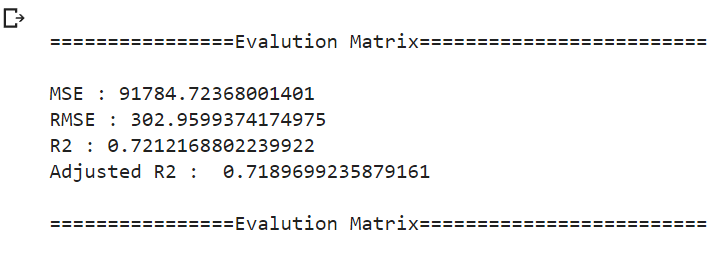 ================Evalution Matrix=========================
MSE : 91784.72368001401
RMSE : 302.9599374174975
R2 : 0.7212168802239922
Adjusted R2 :  0.7189699235879161
================Evalution Matrix=========================